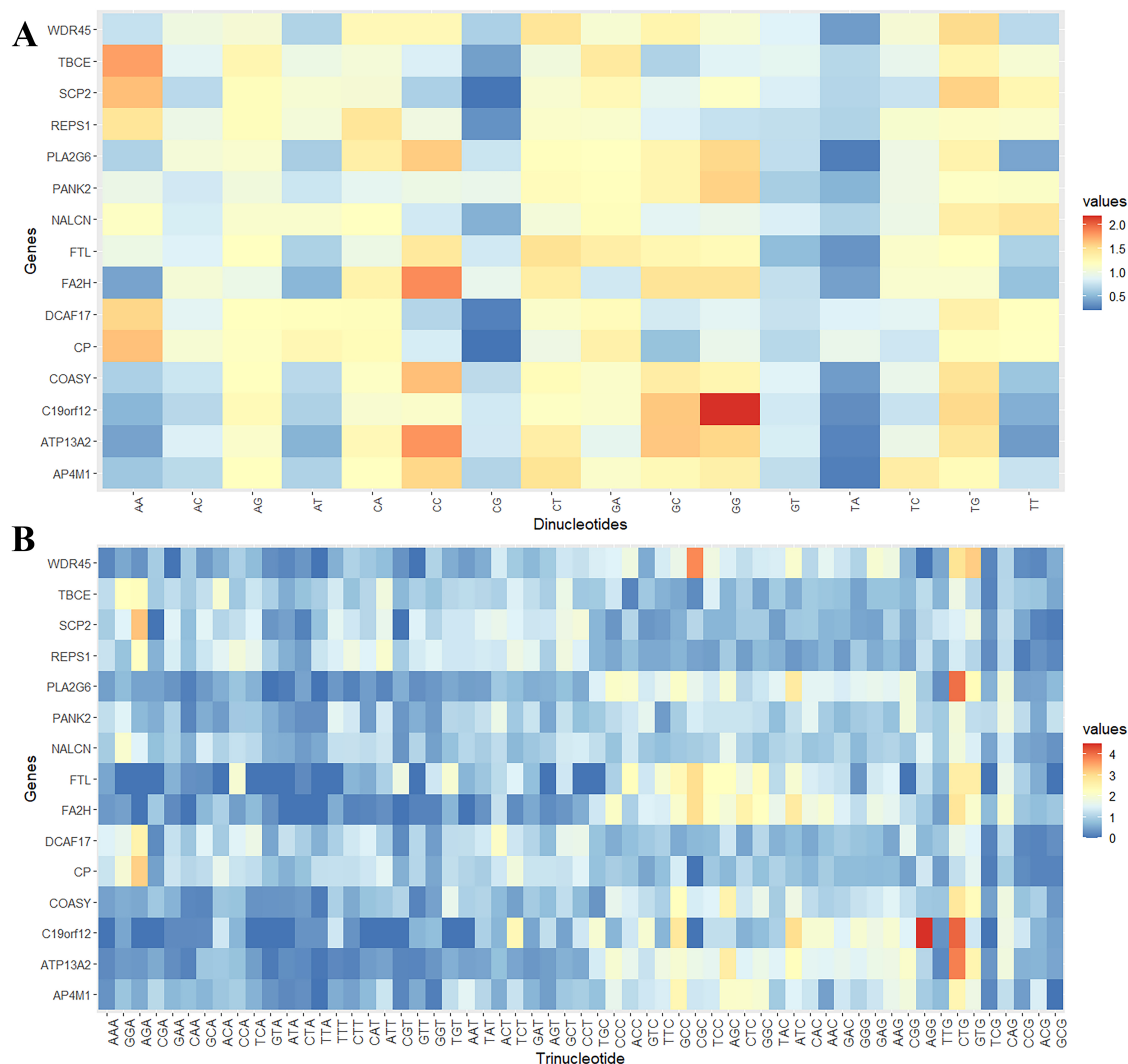 A
WDR45
TBCE
SCP2
REPS1
PLA2G6
PANK2
NALCN
FTL
FA2H
DCAF17
CP
COASY
C19orf12
ATP13A2
AP4M1
Genes
AA AC AG AT CA CC CG CT GA GC GG GT TA TC TG TT
Dinucleotides
values
2.0
1.5
1.0
0.5
B
WDR45
TBCE
SCP2
REPS1
PLA2G6
PANK2
NALCN
FTL
FA2H
DCAF17
CP
COASY
C19orf12
ATP13A2
AP4M1
Genes
AAA GGA AGA CGA GAA CAA GCA ACA CCA TCA GTA ATA CTA TTA TTT CTT CAT ATT CGT GTT GGT TGT AAT TAT ACT TCT GAT AGT GCT CCT TGC CCC ACC GTC TTC GCC CGC TCC AGC CTC GGC TAC ATC CAC AAC GAC GGG GAG AAG CGG AGG TTG CTG GTG TCG CAG CCG ACG GCG
Trinucleotide
values
4
3
2
1
0